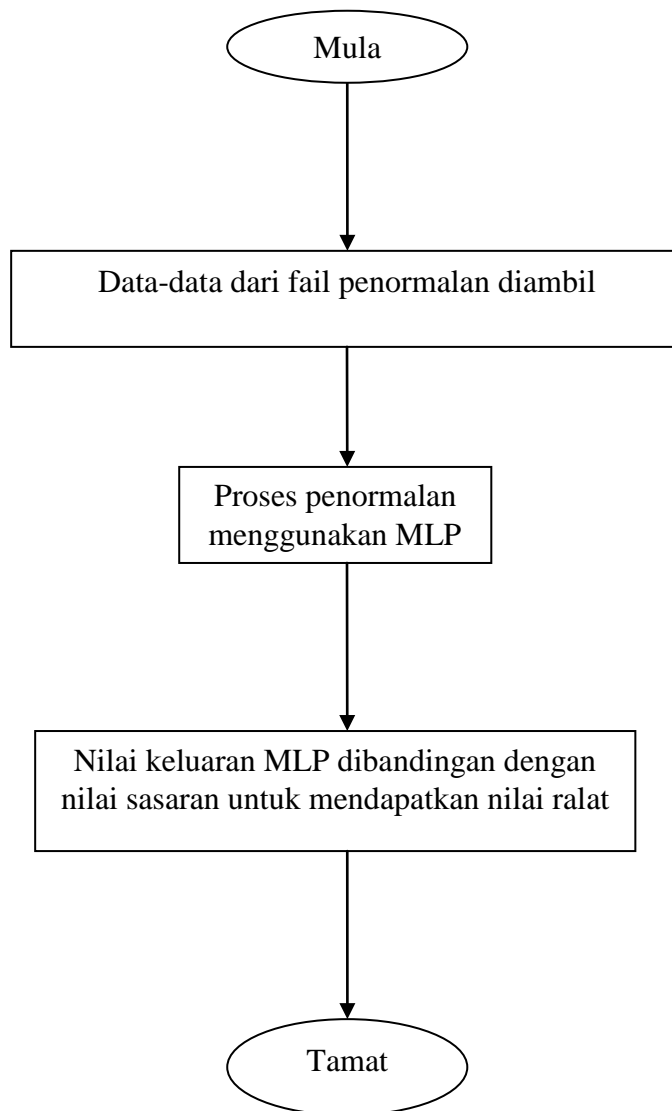 Mula
Data-data dari fail penormalan diambil
Proses penormalan
menggunakan MLP
Nilai keluaran MLP dibandingan dengan
nilai sasaran untuk mendapatkan nilai ralat
Tamat